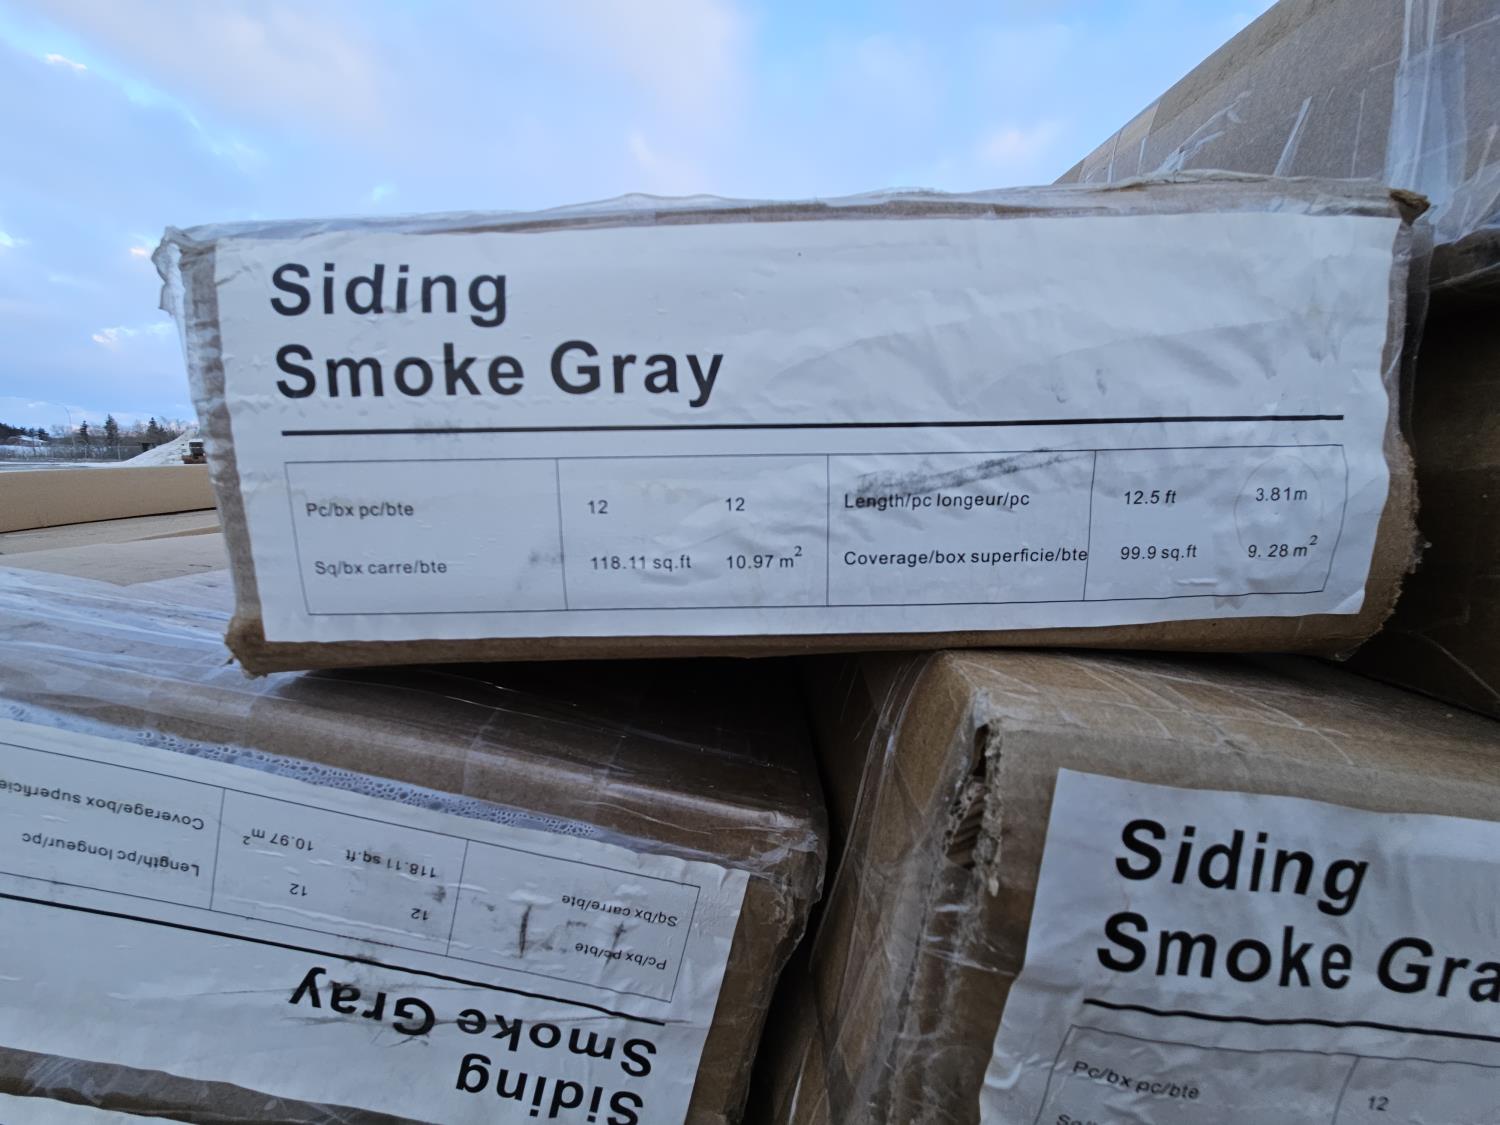 Siding
Smoke Gray
Pc/bx pc/bte 12 12 Length/pc longeur/pc 12.5 ft 3.81m
Sq/bx carre/bte 118.11 sq.ft 10.97 m² Coverage/box superficie/bte 99.9 sq.ft 9. 28 m²
Siding
Smoke Gray
Pc/bx pc/bte 12 12 Length/pc longeur/pc
Sq/bx carre/bte 118.11 sq.ft 10.97 m² Coverage/box superficie
Siding
Smoke Gra
Pc/bx pc/bte 12